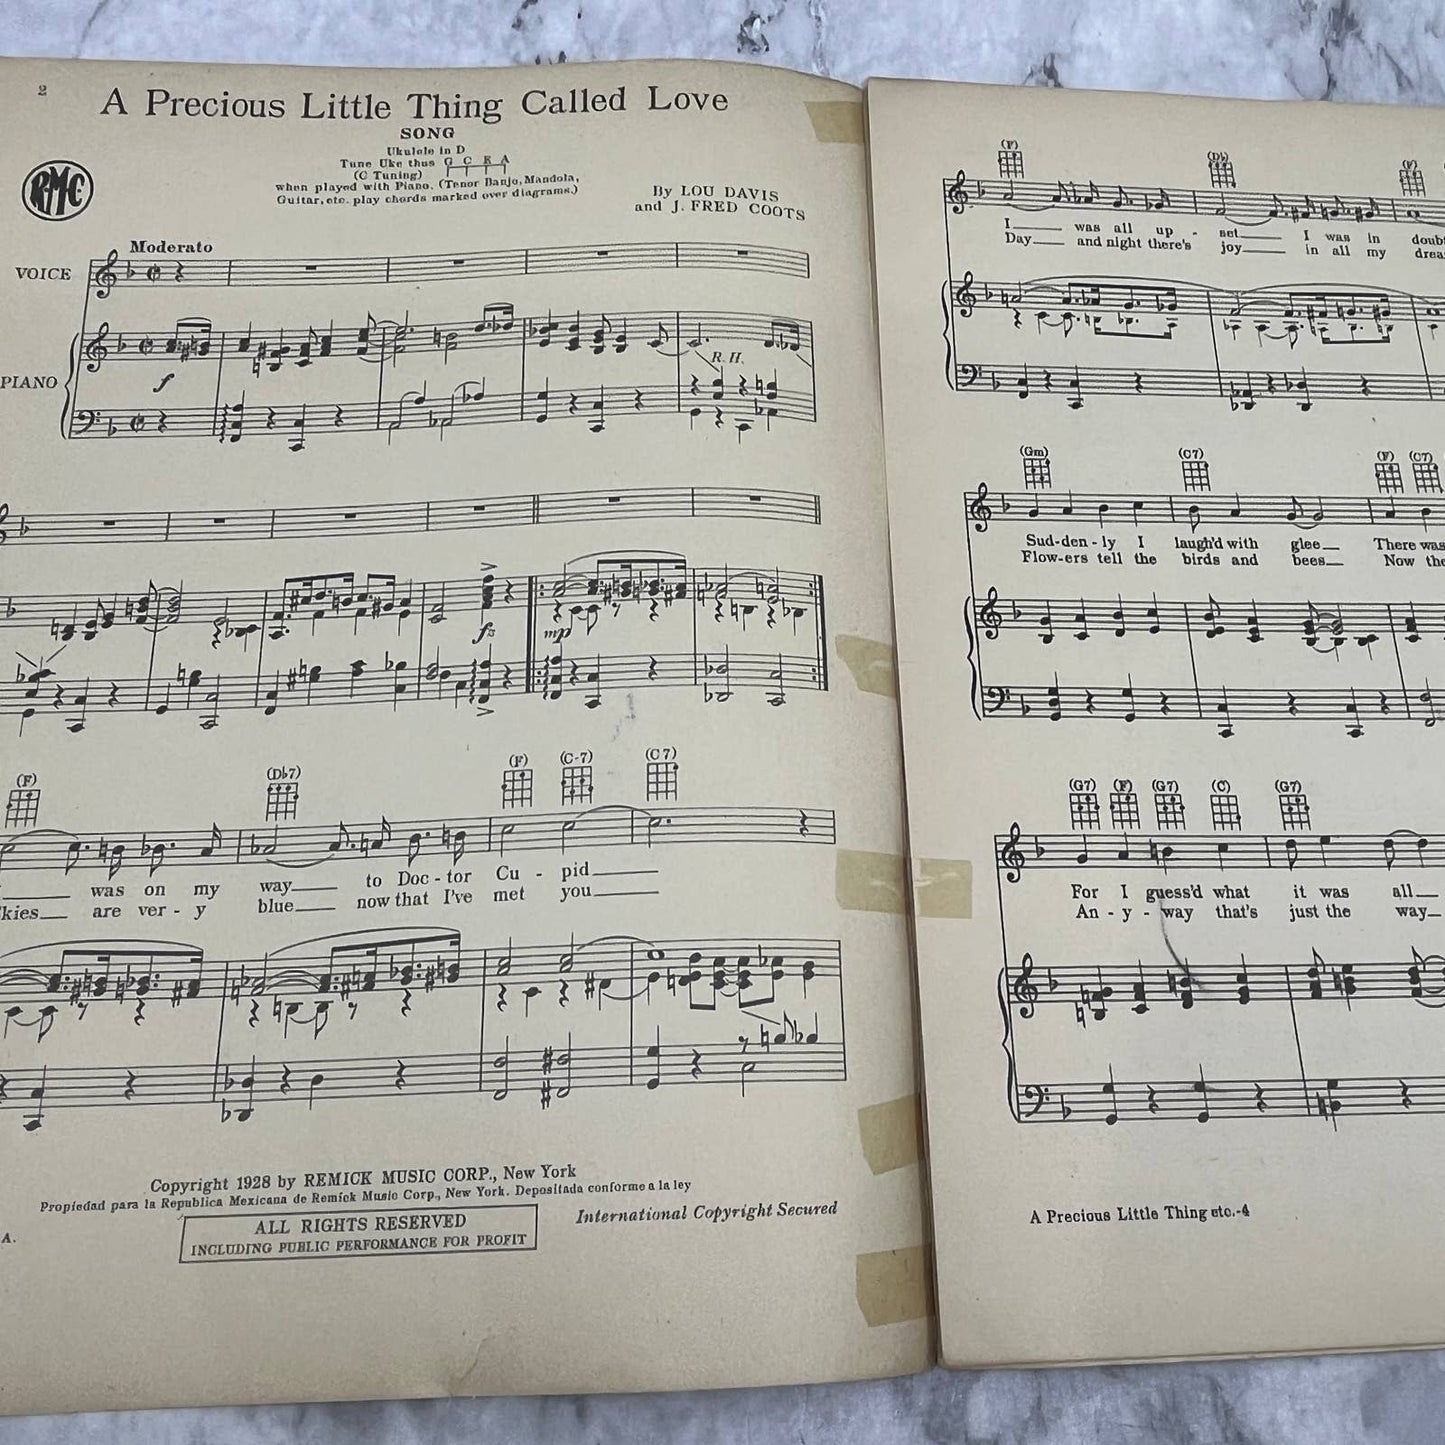 2
A Precious Little Thing Called Love
SONG
Ukulele in D
Tune Uke thus G C E A
(C Tuning)
when played with Piano. (Tenor Banjo, Mandola,
Guitar, etc. play chords marked over diagrams.)
RMC
By LOU DAVIS
and J. FRED COOTS
Moderato
VOICE
PIANO
f
R.H.
fz
(F) (D♭7) (F) (C-7) (C7)
was on my way to Doc - tor Cu - pid
kies are ver - y blue now that I've met you
Copyright 1928 by REMICK MUSIC CORP., New York
Propiedad para la Republica Mexicana de Remick Music Corp., New York. Depositada conforme a la ley
ALL RIGHTS RESERVED
INCLUDING PUBLIC PERFORMANCE FOR PROFIT
International Copyright Secured
A.
(F) (D♭) (F)
I was all up - set I was in doubt
Day and night there's joy in all my drea
(Gm) (C7) (F) (C7)
Sud-den-ly I laugh'd with glee There was
Flow-ers tell the birds and bees Now the
(G7) (F) (G7) (C) (G7)
For I guess'd what it was all
An - y - way that's just the way
A Precious Little Thing etc.-4